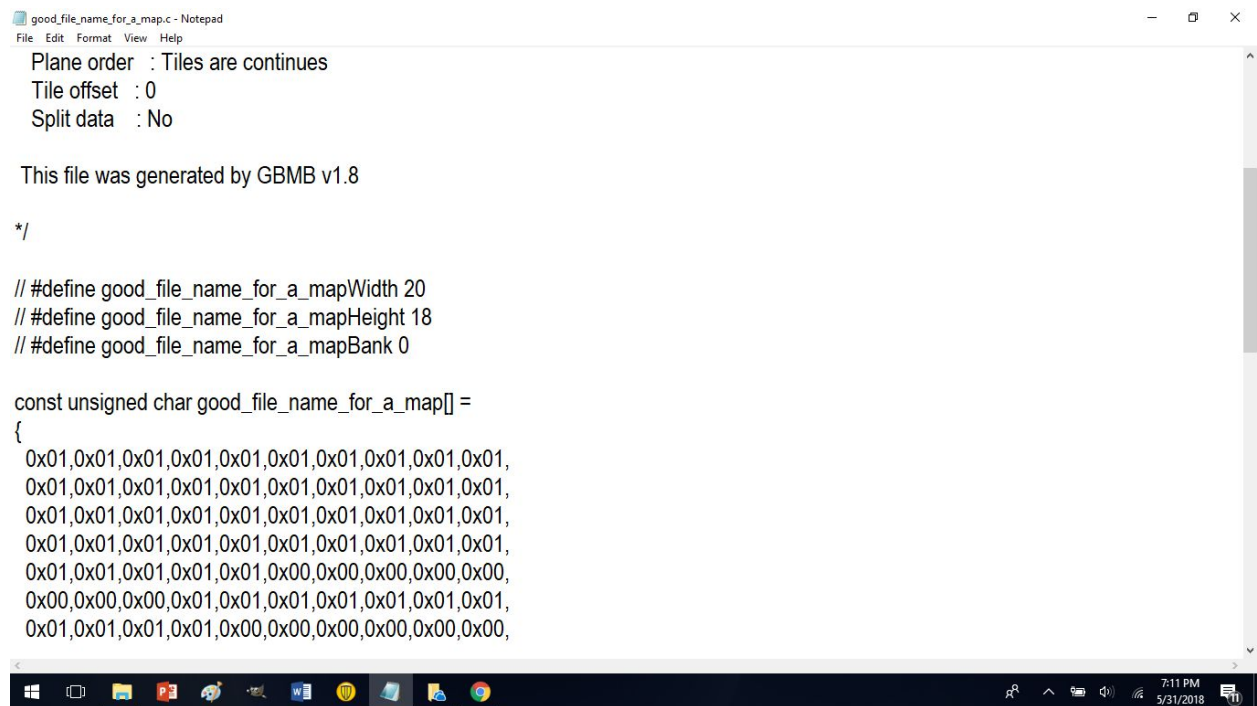 good_file_name_for_a_map.c - Notepad
File Edit Format View Help
Plane order : Tiles are continues
Tile offset : 0
Split data : No
This file was generated by GBMB v1.8
*/
// #define good_file_name_for_a_mapWidth 20
// #define good_file_name_for_a_mapHeight 18
// #define good_file_name_for_a_mapBank 0
const unsigned char good_file_name_for_a_map[] =
{
0x01,0x01,0x01,0x01,0x01,0x01,0x01,0x01,0x01,0x01,
0x01,0x01,0x01,0x01,0x01,0x01,0x01,0x01,0x01,0x01,
0x01,0x01,0x01,0x01,0x01,0x01,0x01,0x01,0x01,0x01,
0x01,0x01,0x01,0x01,0x01,0x01,0x01,0x01,0x01,0x01,
0x01,0x01,0x01,0x01,0x01,0x00,0x00,0x00,0x00,0x00,
0x00,0x00,0x00,0x01,0x01,0x01,0x01,0x01,0x01,0x01,
0x01,0x01,0x01,0x01,0x00,0x00,0x00,0x00,0x00,0x00,
7:11 PM
5/31/2018
11